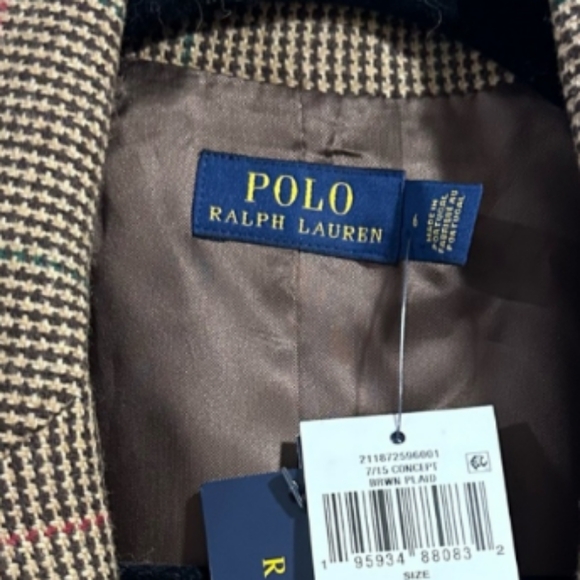 POLO
RALPH LAUREN
6
MADE IN
PORTUGAL
FABRIQUÉ AU
PORTUGAL
211872596001
7/15 CONCEPT
BRWN PLAID
1 95934 88083 2
SIZE
R